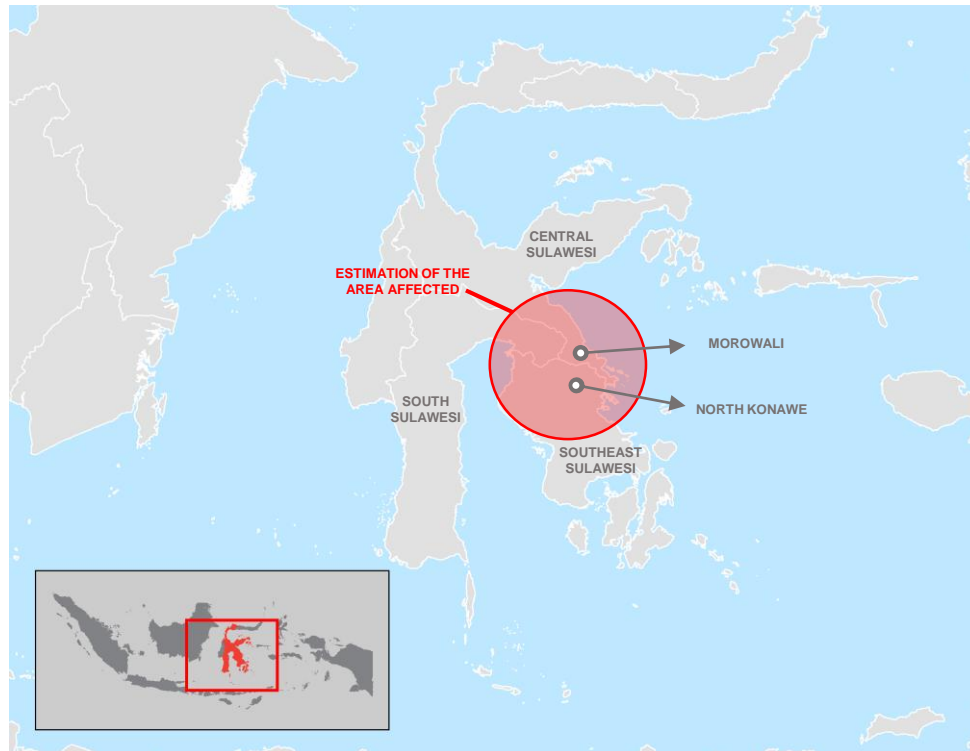 CENTRAL
SULAWESI
ESTIMATION OF THE
AREA AFFECTED
MOROWALI
NORTH KONAWE
SOUTH
SULAWESI
SOUTHEAST
SULAWESI